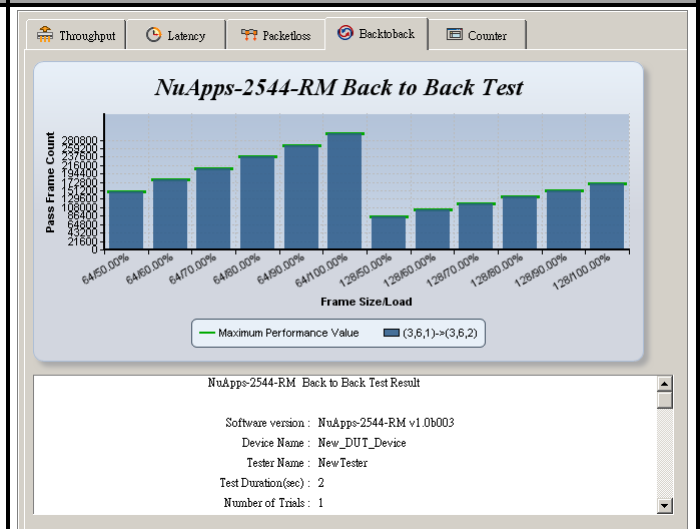 Throughput Latency Packetloss Backtoback Counter
NuApps-2544-RM Back to Back Test
Pass Frame Count
280800
259200
237600
216000
194400
172800
151200
129600
108000
86400
64800
43200
21600
0
64/50.00% 64/60.00% 64/70.00% 64/80.00% 64/90.00% 64/100.00% 128/50.00% 128/60.00% 128/70.00% 128/80.00% 128/90.00% 128/100.00%
Frame Size/Load
Maximum Performance Value (3,6,1)->(3,6,2)
NuApps-2544-RM Back to Back Test Result
Software version : NuApps-2544-RM v1.0b003
Device Name : New_DUT_Device
Tester Name : NewTester
Test Duration(sec) : 2
Number of Trials : 1